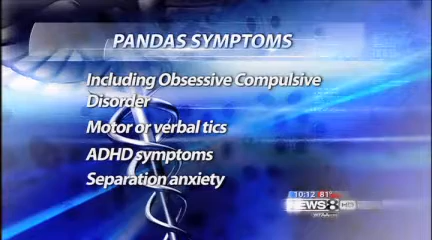 PANDAS SYMPTOMS
Including Obsessive Compulsive
Disorder
Motor or verbal tics
ADHD symptoms
Separation anxiety
10:12 81°
NEWS 8 HD
WFAA.com